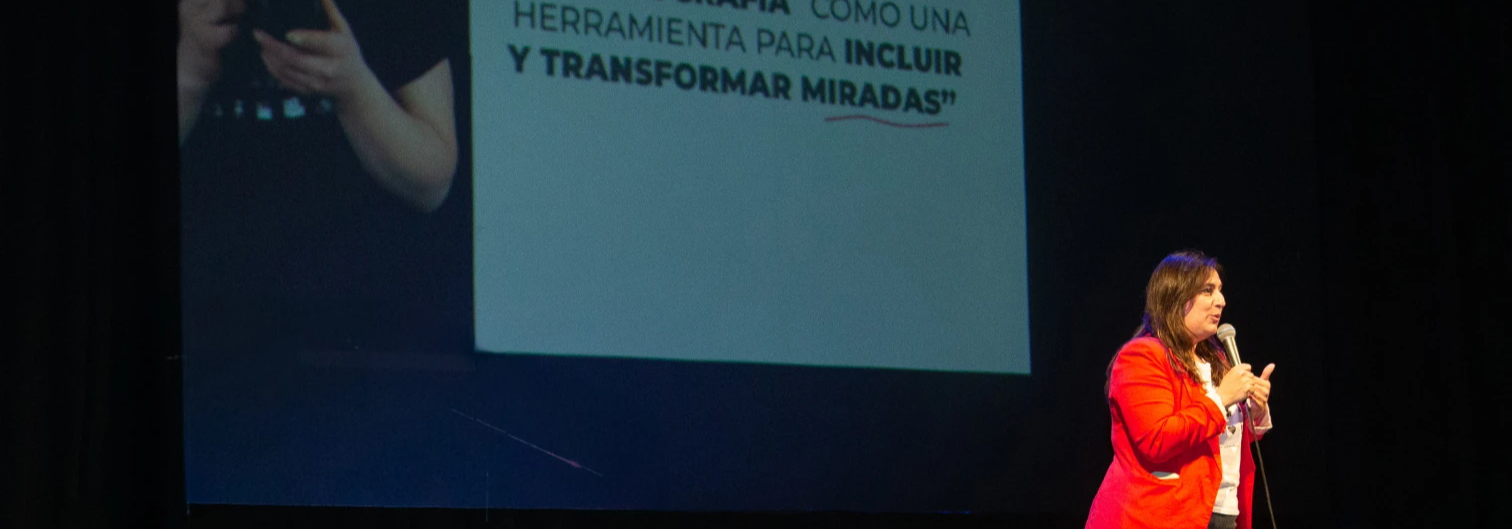 COMO UNA
HERRAMIENTA PARA INCLUIR
Y TRANSFORMAR MIRADAS”